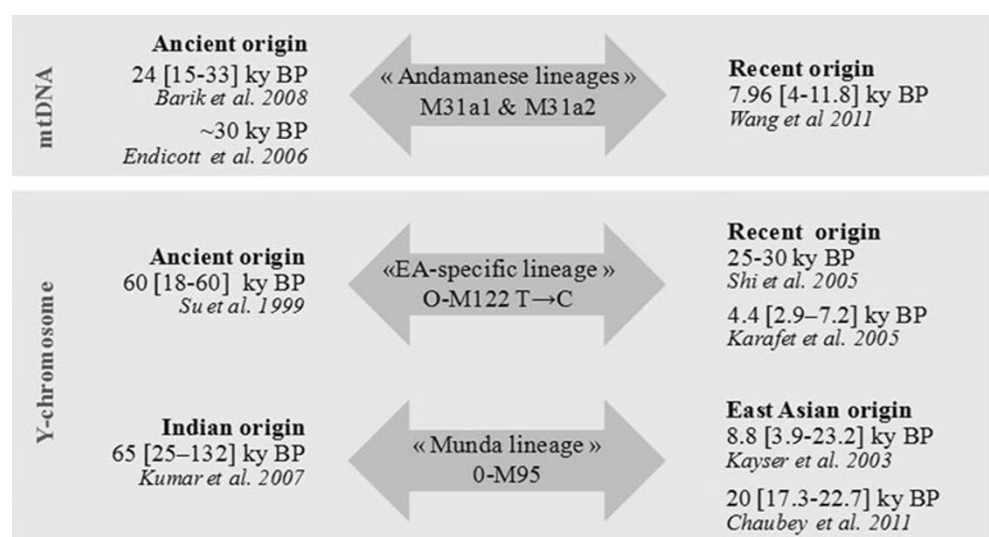 mtDNA
Ancient origin
24 [15-33] ky BP
Barik et al. 2008
~30 ky BP
Endicott et al. 2006
« Andamanese lineages »
M31a1 & M31a2
Recent origin
7.96 [4-11.8] ky BP
Wang et al 2011
Y-chromosome
Ancient origin
60 [18-60] ky BP
Su et al. 1999
«EA-specific lineage »
O-M122 T→C
Recent origin
25-30 ky BP
Shi et al. 2005
4.4 [2.9–7.2] ky BP
Karafet et al. 2005
Indian origin
65 [25–132] ky BP
Kumar et al. 2007
« Munda lineage »
0-M95
East Asian origin
8.8 [3.9-23.2] ky BP
Kayser et al. 2003
20 [17.3-22.7] ky BP
Chaubey et al. 2011